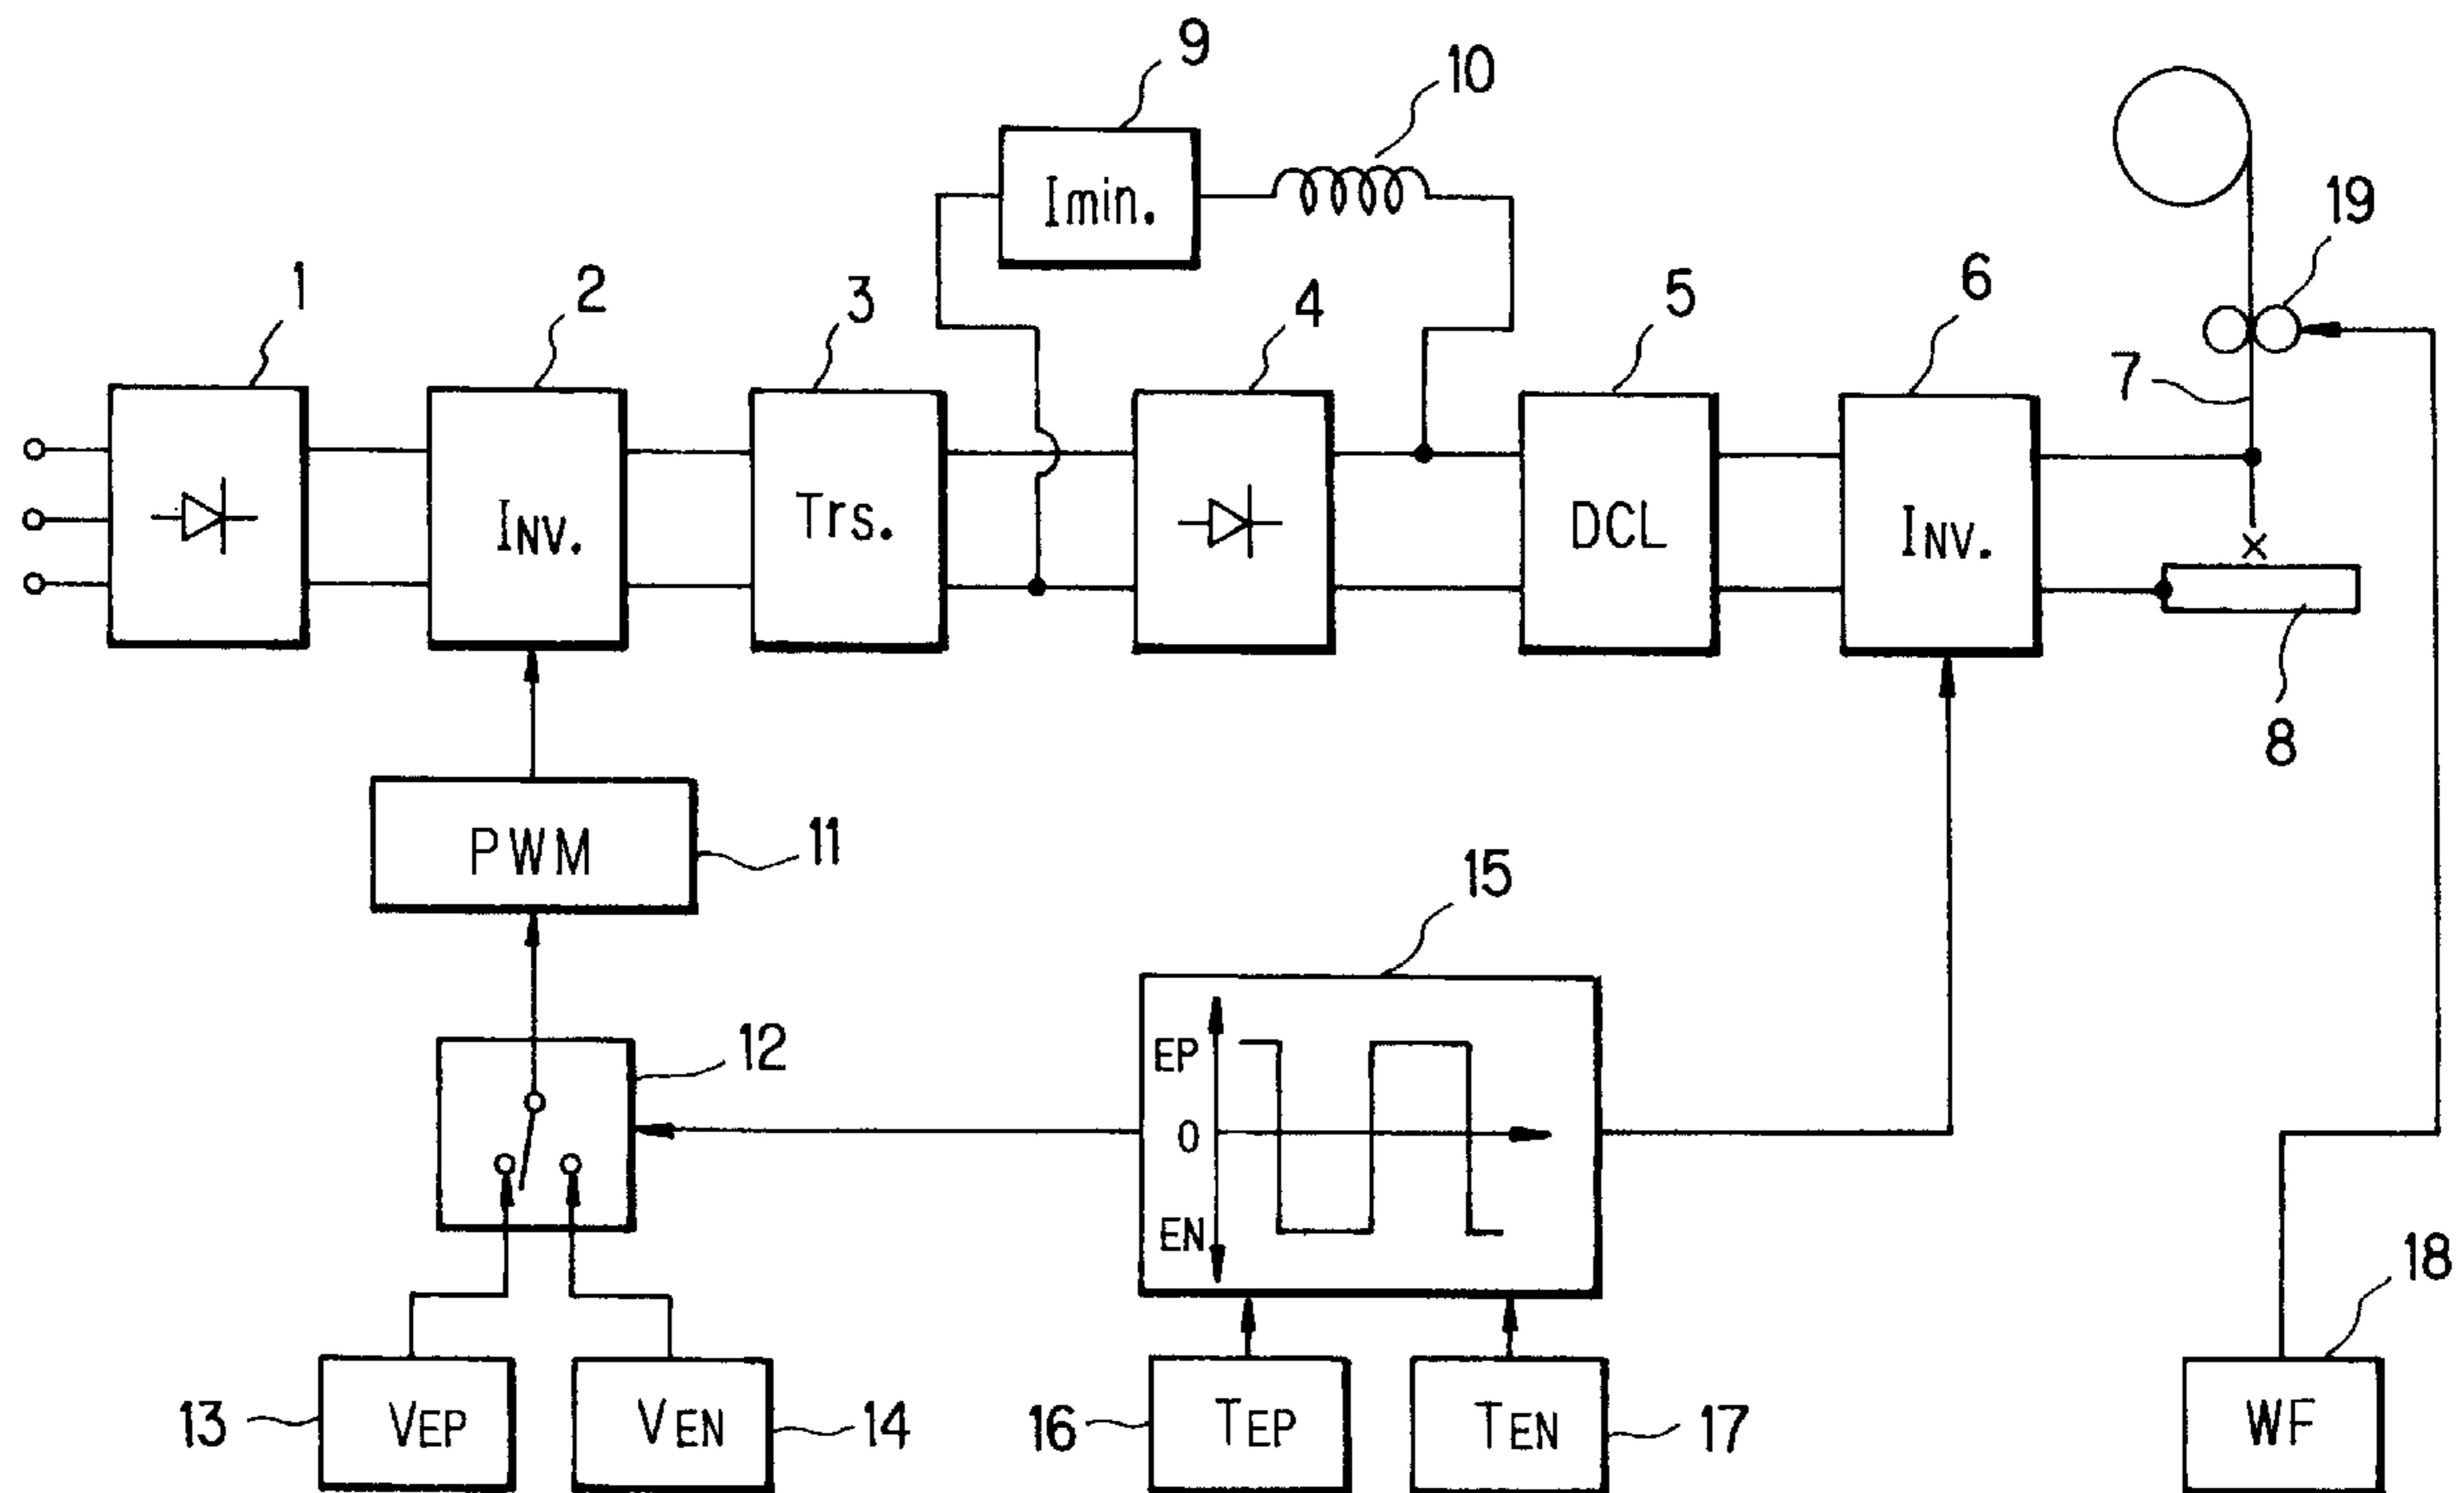 9
10
Imin.
19
1
2
3
4
5
6
7
INV.
Trs.
DCL
INV.
x
8
PWM
11
15
12
EP
0
EN
18
13
VEP
VEN
14
16
TEP
TEN
17
WF